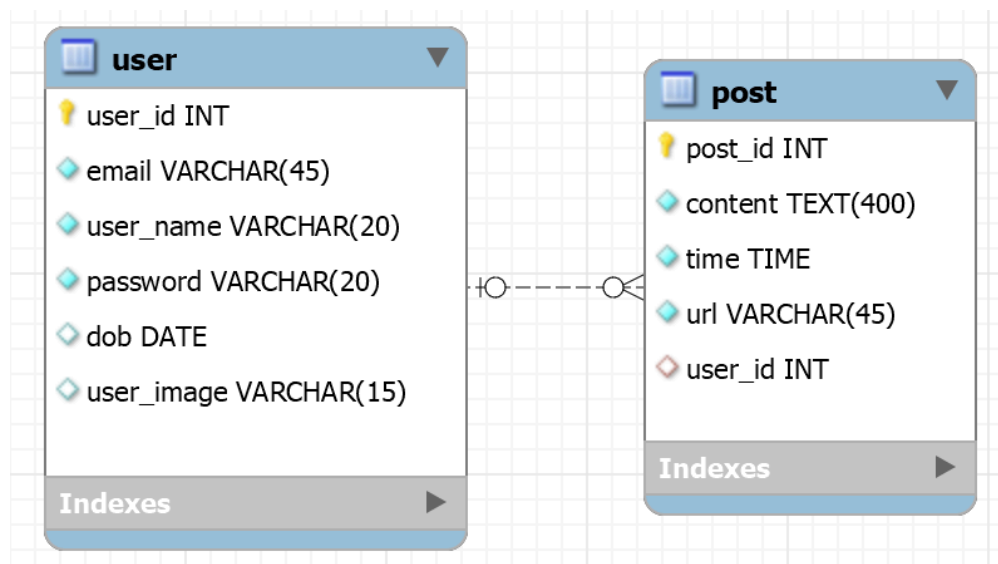 user
user_id INT
email VARCHAR(45)
user_name VARCHAR(20)
password VARCHAR(20)
dob DATE
user_image VARCHAR(15)
Indexes
post
post_id INT
content TEXT(400)
time TIME
url VARCHAR(45)
user_id INT
Indexes